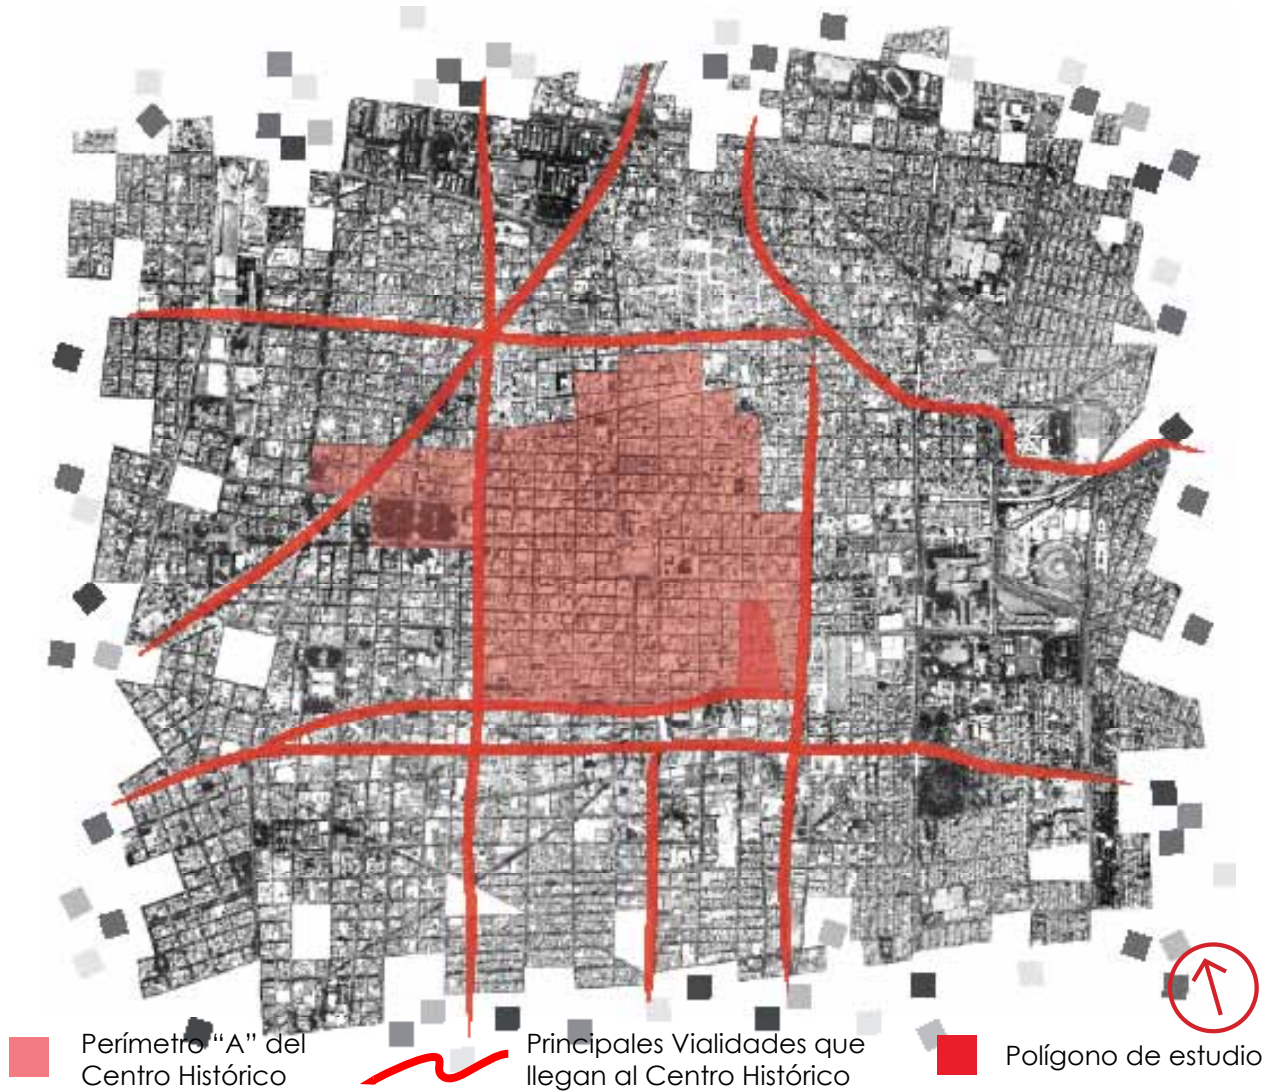 Perímetro “A” del
Centro Histórico
Principales Vialidades que
llegan al Centro Histórico
Polígono de estudio